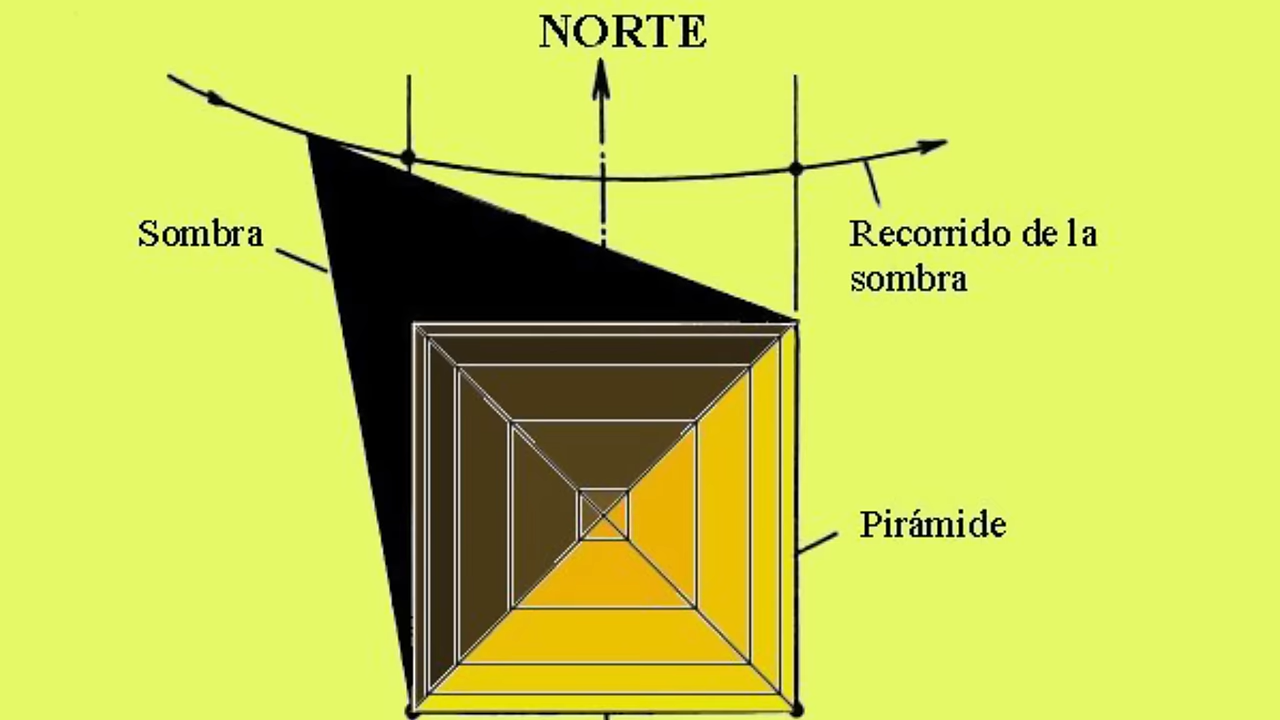 NORTE
Sombra
Recorrido de la
sombra
Pirámide